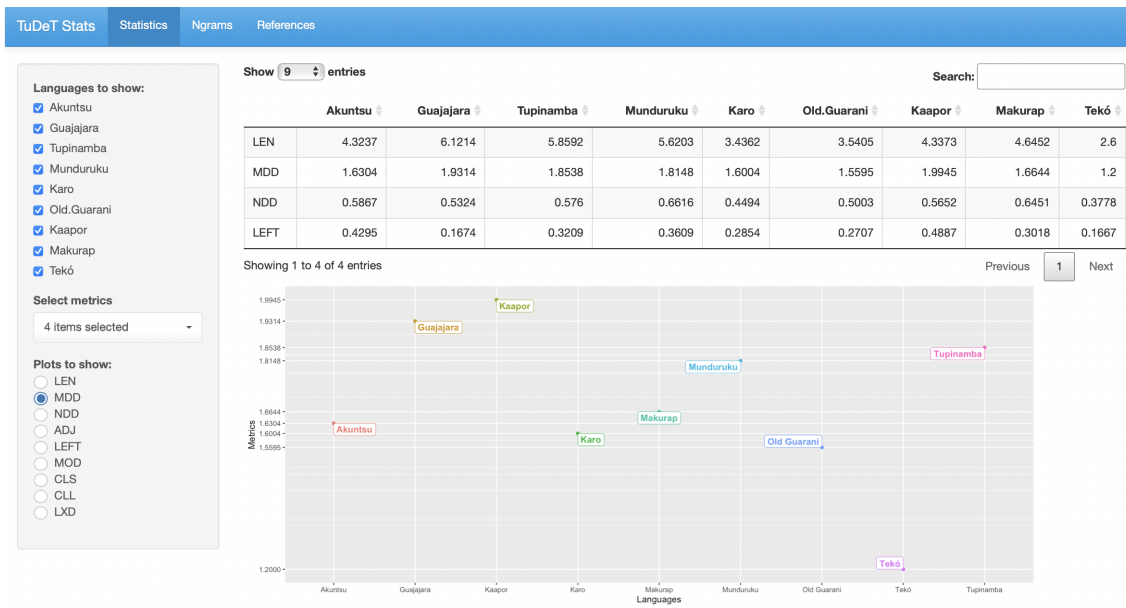 TuDeT Stats Statistics Ngrams References
Languages to show:
Akuntsu
Guajajara
Tupinamba
Munduruku
Karo
Old.Guarani
Kaapor
Makurap
Tekó
Select metrics
4 items selected
Plots to show:
LEN
MDD
NDD
ADJ
LEFT
MOD
CLS
CLL
LXD
Show 9 entries
Search:
Akuntsu Guajajara Tupinamba Munduruku Karo Old.Guarani Kaapor Makurap Tekó
LEN 4.3237 6.1214 5.8592 5.6203 3.4362 3.5405 4.3373 4.6452 2.6
MDD 1.6304 1.9314 1.8538 1.8148 1.6004 1.5595 1.9945 1.6644 1.2
NDD 0.5867 0.5324 0.576 0.6616 0.4494 0.5003 0.5652 0.6451 0.3778
LEFT 0.4295 0.1674 0.3209 0.3609 0.2854 0.2707 0.4887 0.3018 0.1667
Showing 1 to 4 of 4 entries
Previous 1 Next
Metrics
1.9945
1.9314
1.8538
1.8148
1.6644
1.6304
1.6004
1.5595
1.2000
Kaapor
Guajajara
Tupinamba
Munduruku
Makurap
Akuntsu
Karo
Old Guarani
Tekó
Akuntsu Guajajara Kaapor Karo Makurap Munduruku Old Guarani Tekó Tupinamba
Languages